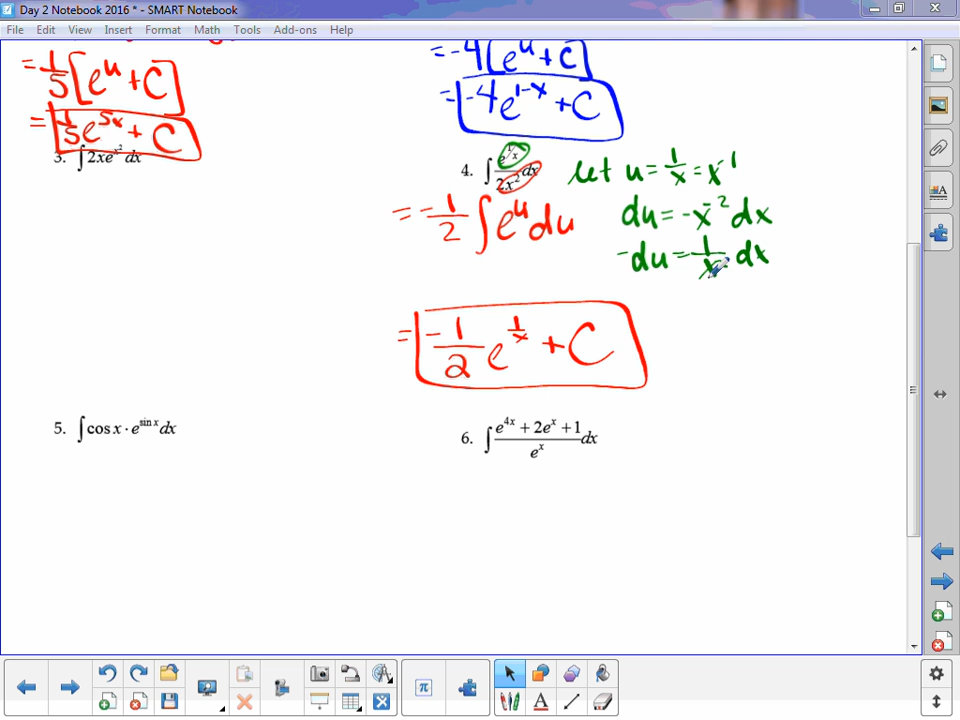 Day 2 Notebook 2016 * - SMART Notebook
File Edit View Insert Format Math Tools Add-ons Help
= 1/5 [e^u + C]
= 1/5 e^5x + C
= -4 [e^u + C]
= -4e^1-x + C
3. ∫ 2xe^x² dx
4. ∫ e^1/x / 2x² dx
let u = 1/x = x^-1
= -1/2 ∫ e^u du
du = -x^-2 dx
-du = 1/x² dx
= -1/2 e^1/x + C
5. ∫ cos x · e^sin x dx
6. ∫ e^4x + 2e^x + 1 / e^x dx
π
A